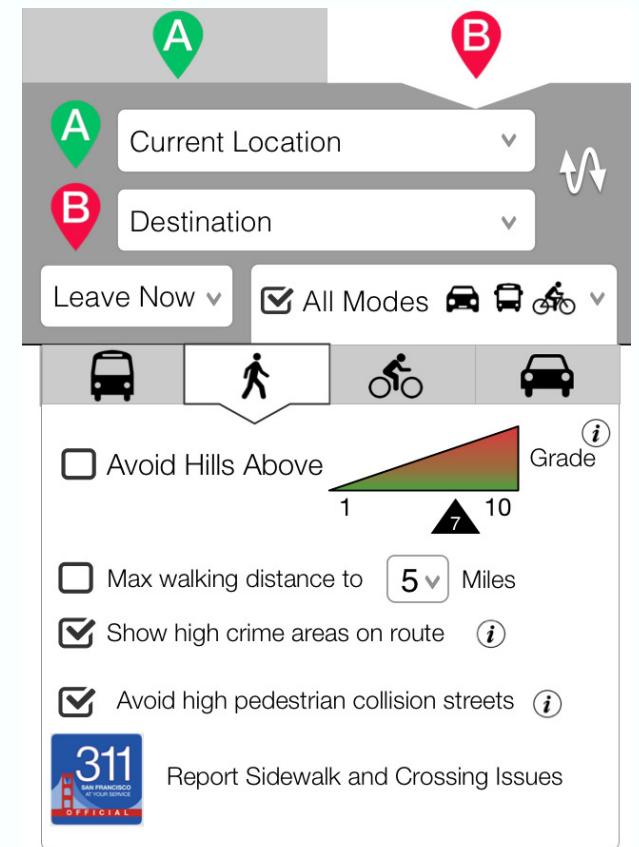 A
B
A
Current Location
B
Destination
Leave Now
All Modes
Avoid Hills Above
Grade
i
1
7
10
Max walking distance to 5 Miles
Show high crime areas on route i
Avoid high pedestrian collision streets i
311
SAN FRANCISCO
AT YOUR SERVICE
OFFICIAL
Report Sidewalk and Crossing Issues